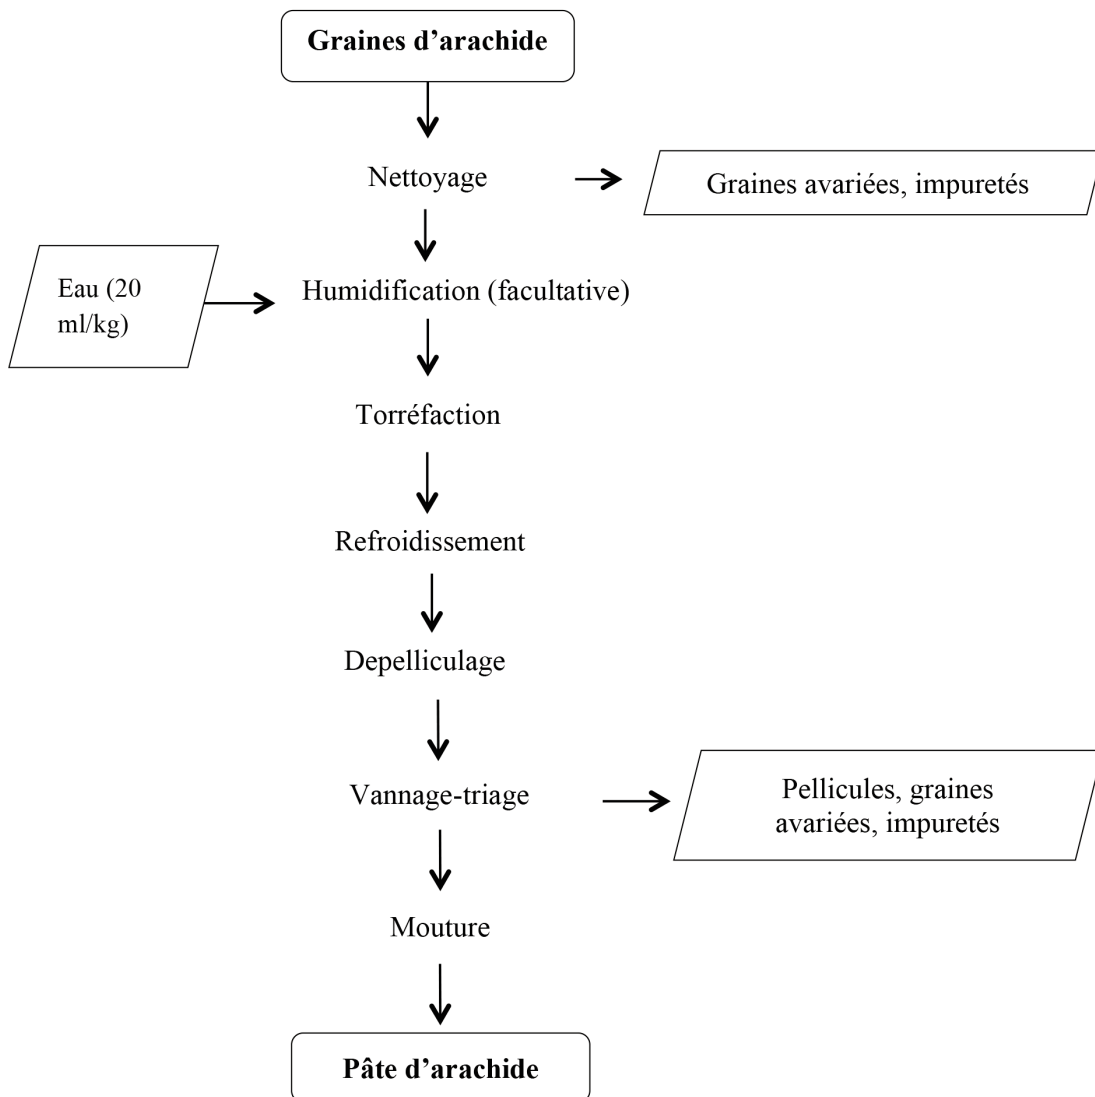 Graines d’arachide
Nettoyage
Graines avariées, impuretés
Eau (20
ml/kg)
Humidification (facultative)
Torréfaction
Refroidissement
Depelliculage
Vannage-triage
Pellicules, graines
avariées, impuretés
Mouture
Pâte d’arachide